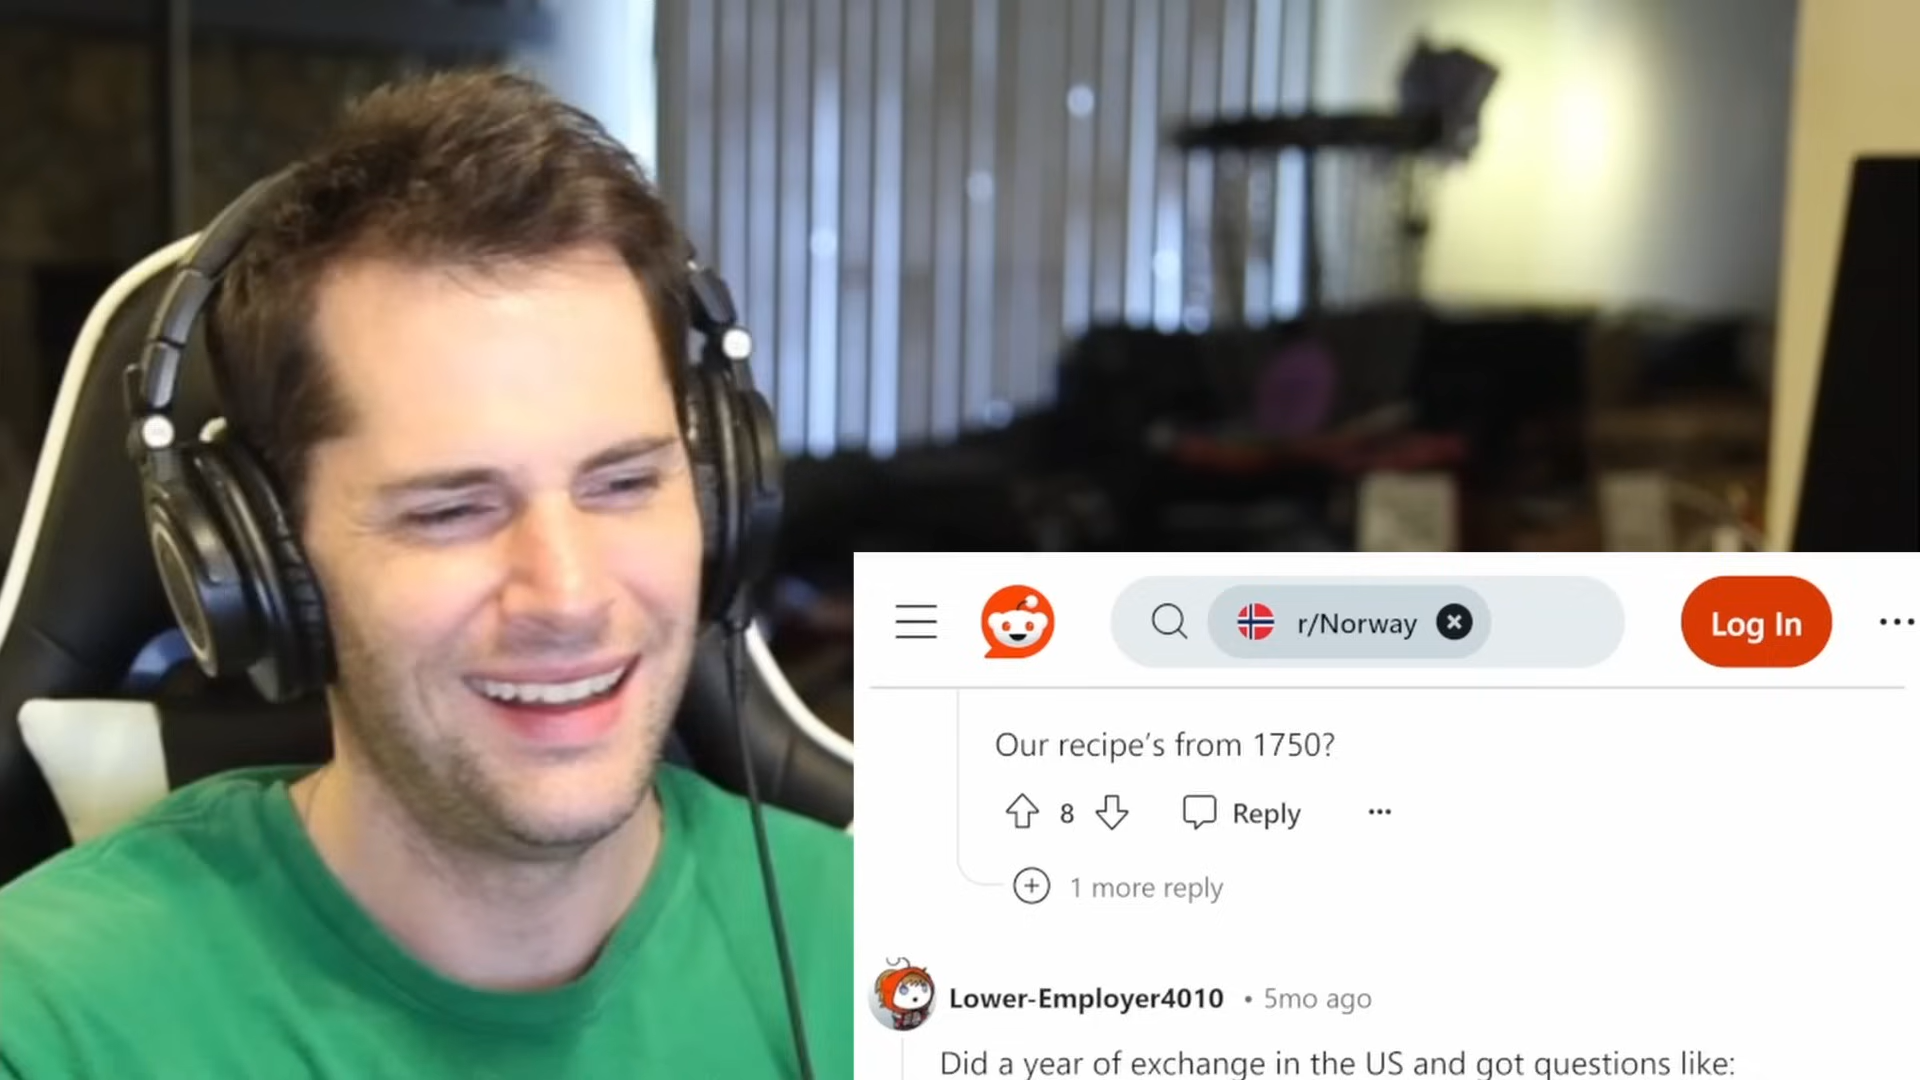 r/Norway
Log In
Our recipe’s from 1750?
8
Reply
1 more reply
Lower-Employer4010 • 5mo ago
Did a year of exchange in the US and got questions like: